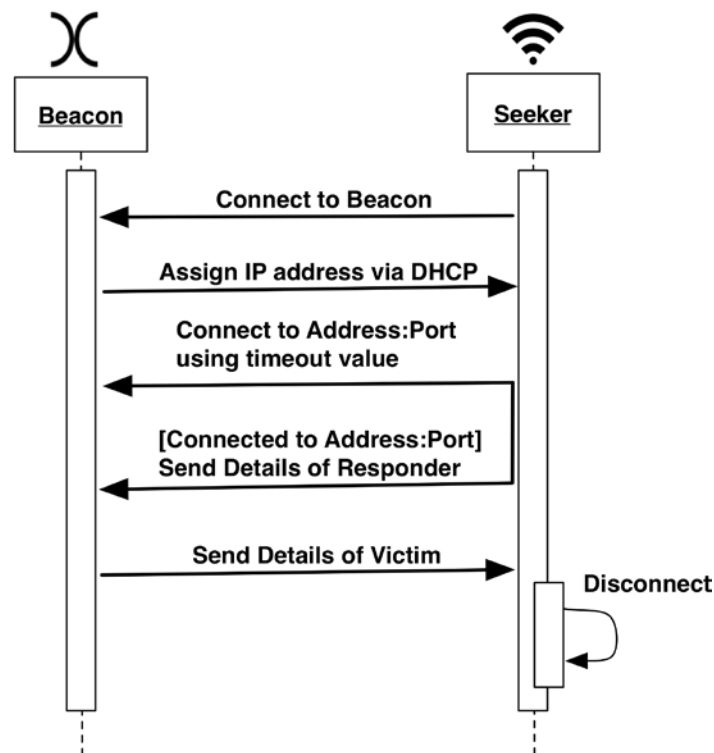 Beacon
Seeker
Connect to Beacon
Assign IP address via DHCP
Connect to Address:Port
using timeout value
[Connected to Address:Port]
Send Details of Responder
Send Details of Victim
Disconnect